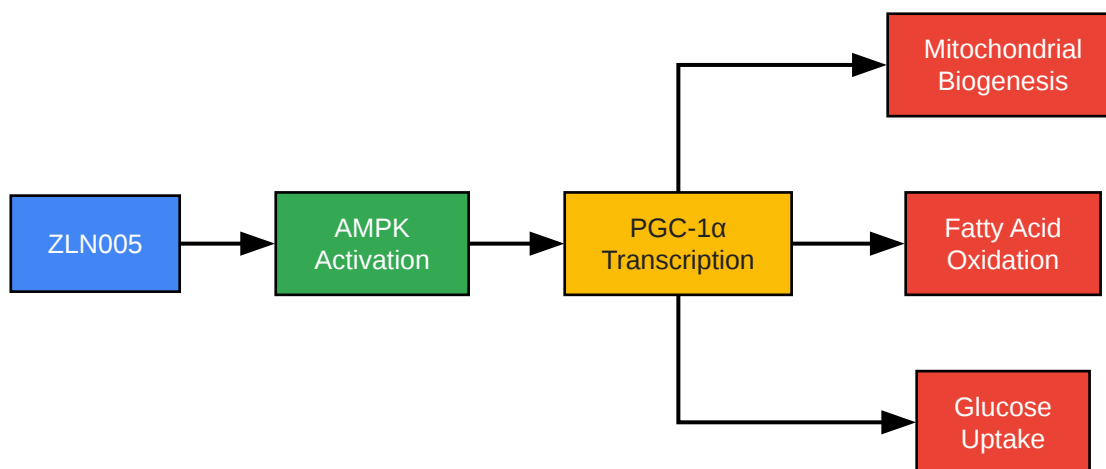 ZLN005
AMPK
Activation
PGC-1α
Transcription
Mitochondrial
Biogenesis
Fatty Acid
Oxidation
Glucose
Uptake